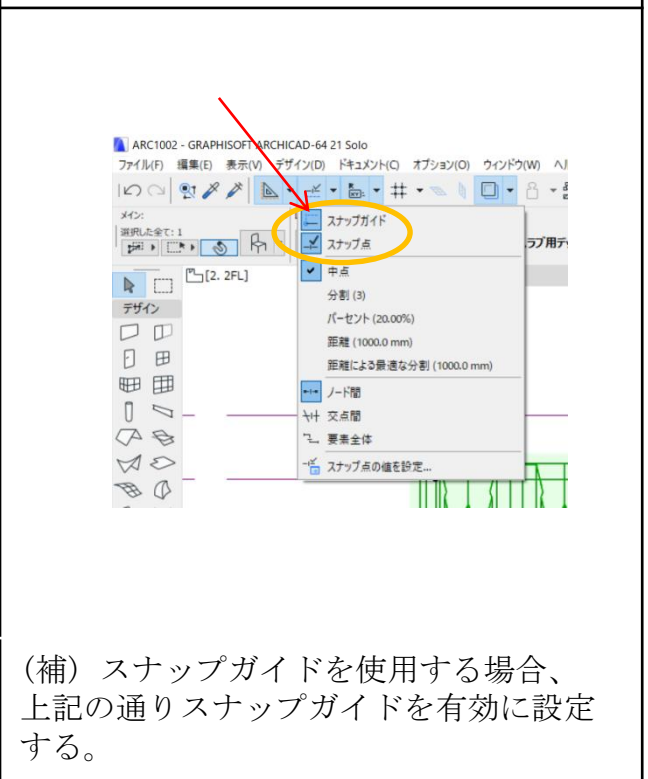 ARC1002 - GRAPHISOFT ARCHICAD-64 21 Solo
ファイル(F) 編集(E) 表示(V) デザイン(D) ドキュメント(C) オプション(O) ウィンドウ(W)
メイン:
選択した全て: 1
スナップガイド
スナップ点
ラブ用デ
[2. 2FL]
中点
デザイン
分割 (3)
パーセント (20.00%)
距離 (1000.0 mm)
距離による最適な分割 (1000.0 mm)
ノード間
交点間
要素全体
スナップ点の値を設定...
(補) スナップガイドを使用する場合、
上記の通りスナップガイドを有効に設定
する。